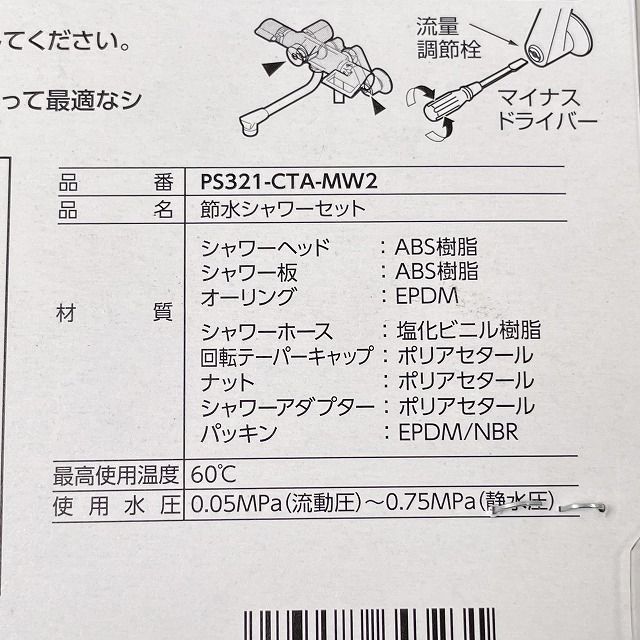 てください。
って最適なシ
流量
調節栓
マイナス
ドライバー
品番 PS321-CTA-MW2
品名 節水シャワーセット
材質
シャワーヘッド : ABS樹脂
シャワー板 : ABS樹脂
オーリング : EPDM
シャワーホース : 塩化ビニル樹脂
回転テーパーキャップ : ポリアセタール
ナット : ポリアセタール
シャワーアダプター : ポリアセタール
パッキン : EPDM/NBR
最高使用温度 60℃
使用水圧 0.05MPa(流動圧)〜0.75MPa(静水圧)